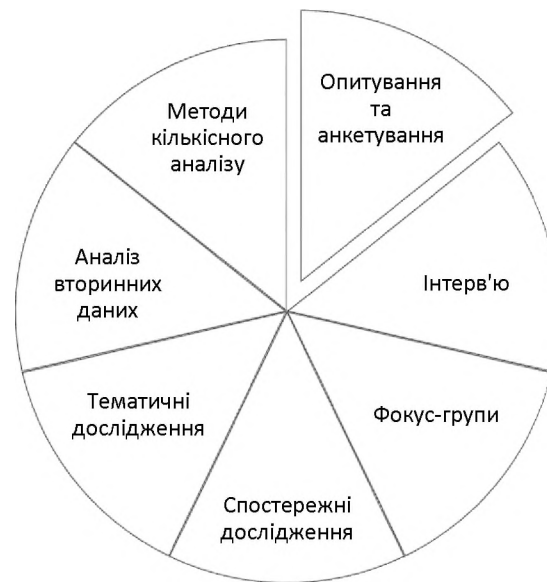 Опитування
та
анкетування
Інтерв'ю
Фокус-групи
Спостережні
дослідження
Тематичні
дослідження
Аналіз
вторинних
даних
Методи
кількісного
аналізу